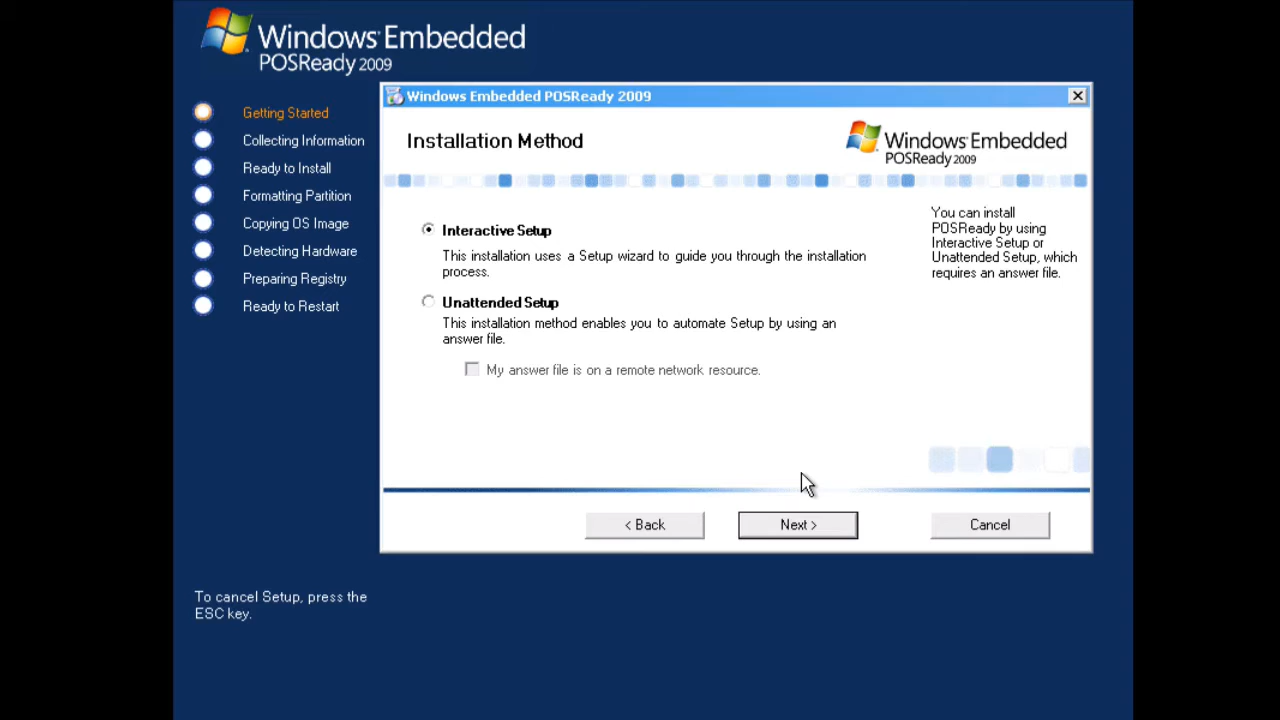 Windows Embedded
POSReady 2009
Getting Started
Collecting Information
Ready to Install
Formatting Partition
Copying OS Image
Detecting Hardware
Preparing Registry
Ready to Restart
To cancel Setup, press the
ESC key.
Windows Embedded POSReady 2009
Installation Method
Windows Embedded
POSReady 2009
Interactive Setup
This installation uses a Setup wizard to guide you through the installation
process.
Unattended Setup
This installation method enables you to automate Setup by using an
answer file.
My answer file is on a remote network resource.
You can install
POSReady by using
Interactive Setup or
Unattended Setup, which
requires an answer file.
< Back
Next >
Cancel